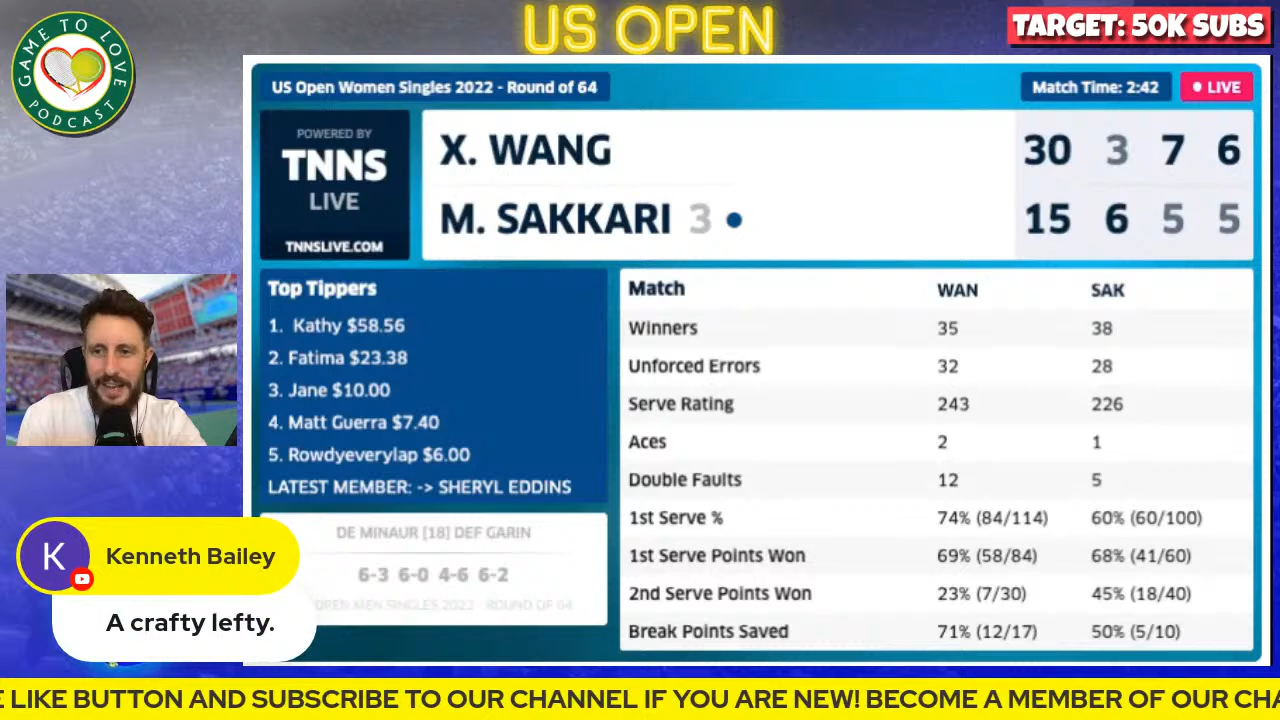 GAME TO LOVE
PODCAST
US OPEN
TARGET: 50K SUBS
US Open Women Singles 2022 - Round of 64
Match Time: 2:42
LIVE
POWERED BY
TNNS
LIVE
TNNSLIVE.COM
X. WANG 30 3 7 6
M. SAKKARI 3 15 6 5 5
Top Tippers
1. Kathy $58.56
2. Fatima $23.38
3. Jane $10.00
4. Matt Guerra $7.40
5. Rowdyeverylap $6.00
LATEST MEMBER: -> SHERYL EDDINS
DE MINAUR [18] DEF GARIN
6-3 6-0 4-6 6-2
OPEN MEN SINGLES 2022 - ROUND OF 64
Match WAN SAK
Winners 35 38
Unforced Errors 32 28
Serve Rating 243 226
Aces 2 1
Double Faults 12 5
1st Serve % 74% (84/114) 60% (60/100)
1st Serve Points Won 69% (58/84) 68% (41/60)
2nd Serve Points Won 23% (7/30) 45% (18/40)
Break Points Saved 71% (12/17) 50% (5/10)
K
Kenneth Bailey
A crafty lefty.
E LIKE BUTTON AND SUBSCRIBE TO OUR CHANNEL IF YOU ARE NEW! BECOME A MEMBER OF OUR CHA